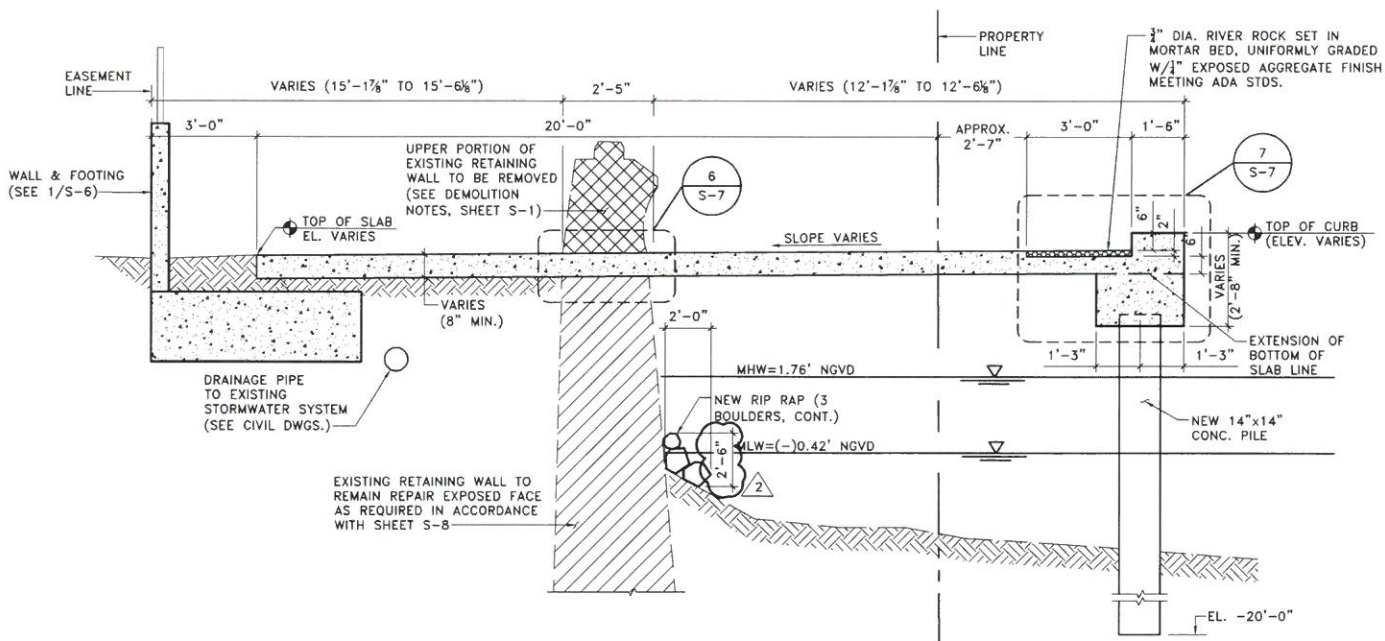 PROPERTY
LINE
¾" DIA. RIVER ROCK SET IN
MORTAR BED, UNIFORMLY GRADED
W/¼" EXPOSED AGGREGATE FINISH
MEETING ADA STDS.
EASEMENT
LINE
VARIES (15'-1⅞" TO 15'-6⅛")
2'-5"
VARIES (12'-1⅞" TO 12'-6⅛")
3'-0"
20'-0"
APPROX.
2'-7"
3'-0"
1'-6"
WALL & FOOTING
(SEE 1/S-6)
UPPER PORTION OF
EXISTING RETAINING
WALL TO BE REMOVED
(SEE DEMOLITION
NOTES, SHEET S-1)
6
S-7
7
S-7
TOP OF SLAB
EL. VARIES
SLOPE VARIES
6"
2"
6"
TOP OF CURB
(ELEV. VARIES)
VARIES
(2'-8" MIN.)
VARIES
(8" MIN.)
2'-0"
1'-3"
1'-3"
EXTENSION OF
BOTTOM OF
SLAB LINE
DRAINAGE PIPE
TO EXISTING
STORMWATER SYSTEM
(SEE CIVIL DWGS.)
MHW=1.76' NGVD
NEW RIP RAP (3
BOULDERS, CONT.)
NEW 14"x14"
CONC. PILE
MLW=(-)0.42' NGVD
2'-6"
2
EXISTING RETAINING WALL TO
REMAIN REPAIR EXPOSED FACE
AS REQUIRED IN ACCORDANCE
WITH SHEET S-8
EL. -20'-0"